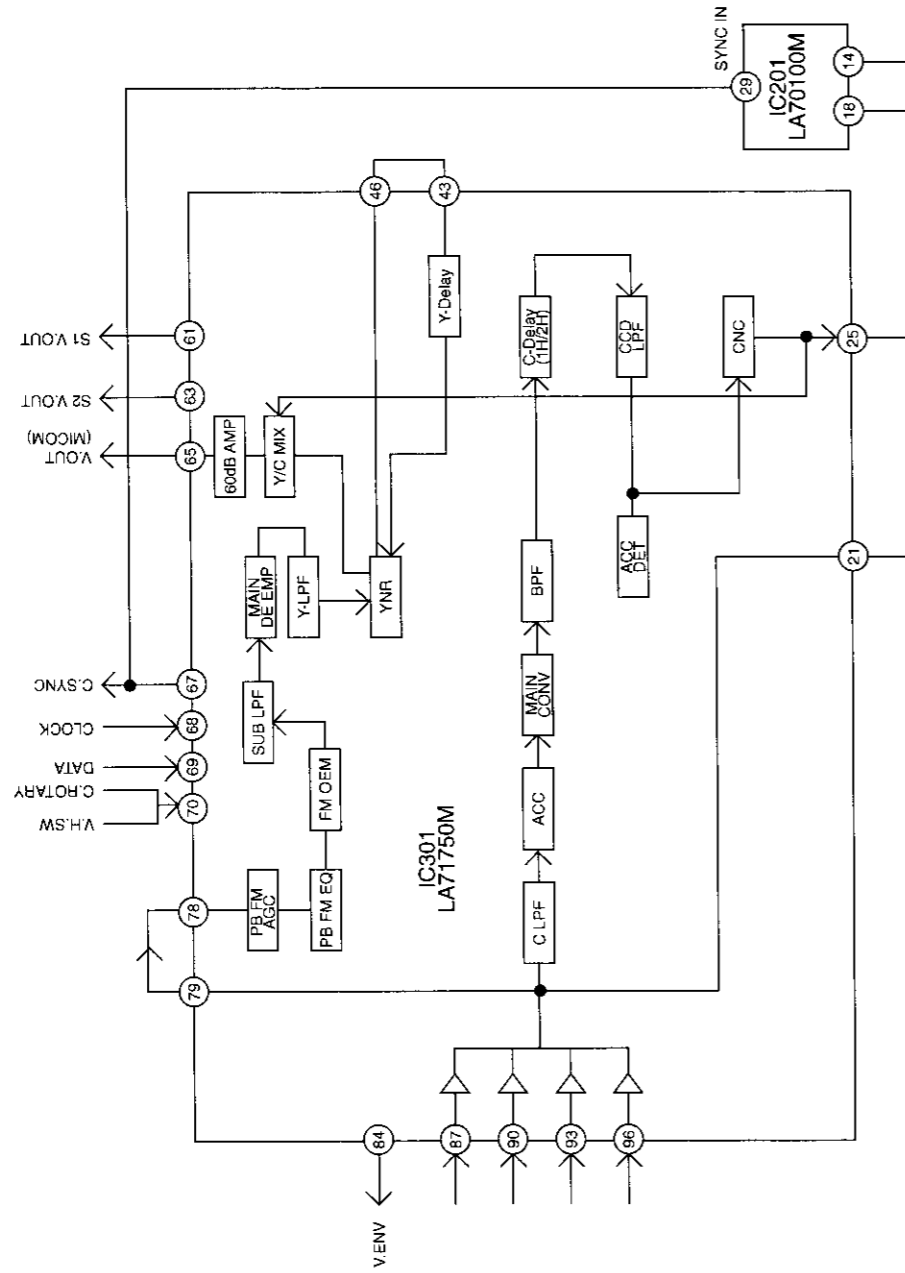 S1 V.OUT
S2 V.OUT
V.OUT
(MICOM)
C.SYNC
CLOCK
DATA
C.ROTARY
V.H.SW
SYNC IN
29
IC201
LA70100M
14
18
61
63
65
67
68
69
70
78
79
46
43
60dB AMP
Y/C MIX
MAIN
DE EMP
Y-LPF
YNR
Y-Delay
SUB LPF
FM OEM
PB FM
AGC
PB FM EQ
IC301
LA71750M
C LPF
ACC
MAIN
CONV
BPF
C-Delay
(1H/2H)
CCD
LPF
ACC
DET
CNC
25
21
84
V.ENV
87
90
93
96